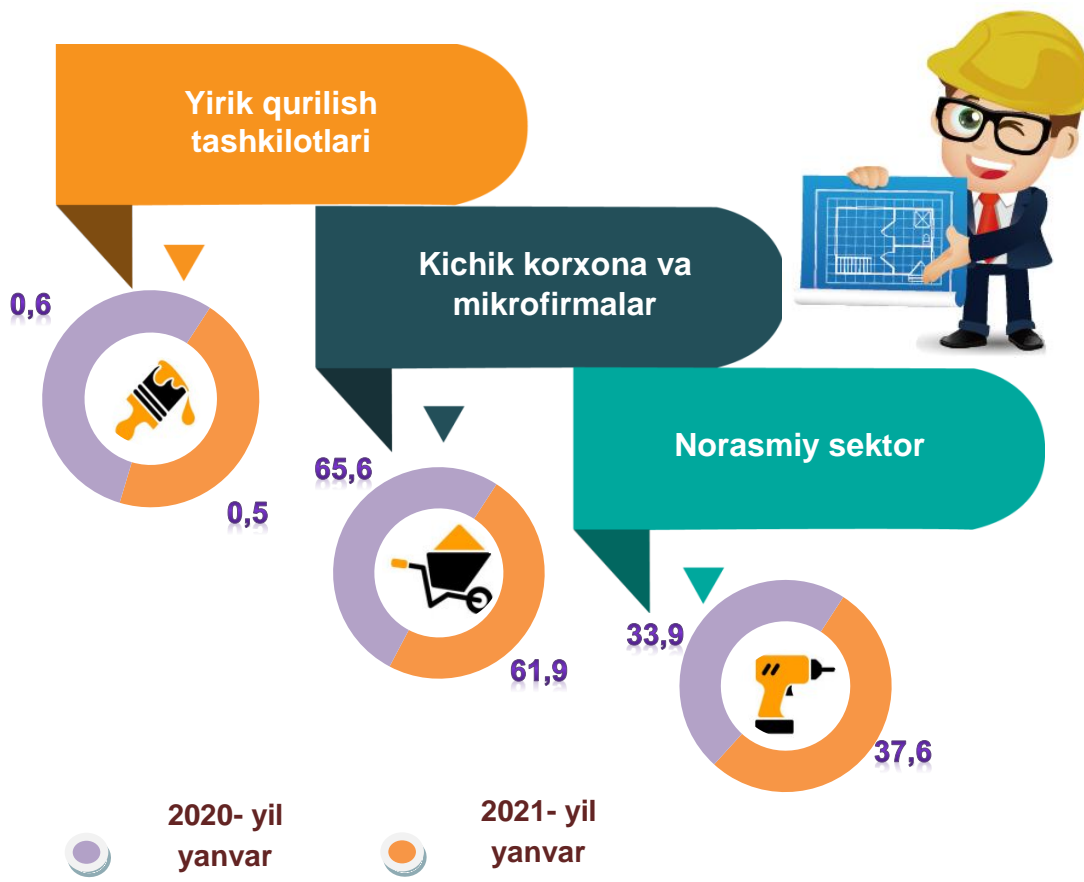 Yirik qurilish
tashkilotlari
0,6
0,5
Kichik korxona va
mikrofirmalar
65,6
61,9
Norasmiy sektor
33,9
37,6
2020- yil
yanvar
2021- yil
yanvar